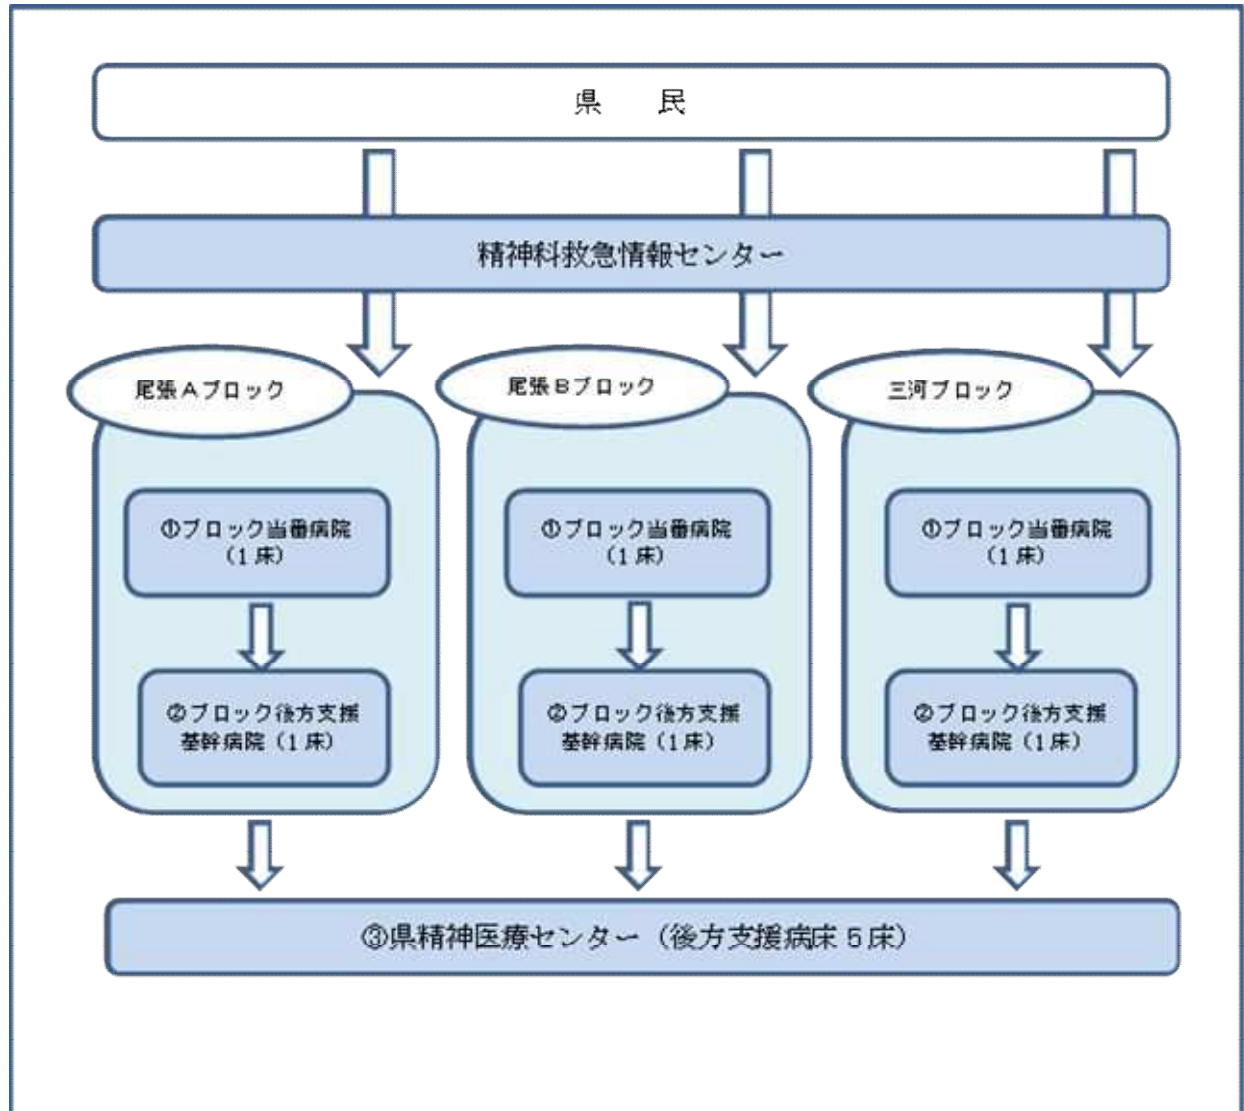 県　　民
精神科救急情報センター
尾張Aブロック
尾張Bブロック
三河ブロック
①ブロック当番病院
(1床)
②ブロック後方支援
基幹病院(1床)
①ブロック当番病院
(1床)
②ブロック後方支援
基幹病院(1床)
①ブロック当番病院
(1床)
②ブロック後方支援
基幹病院(1床)
③県精神医療センター(後方支援病床5床)